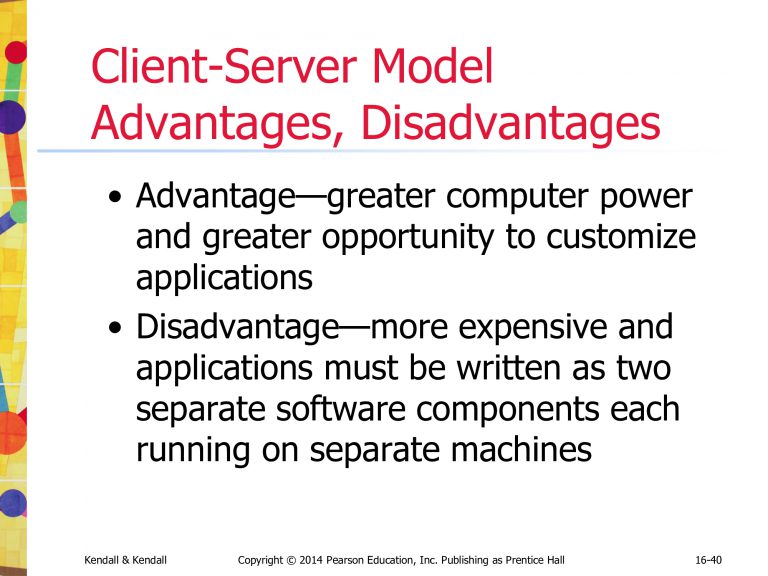 Client-Server Model
Advantages, Disadvantages
• Advantage—greater computer power
and greater opportunity to customize
applications
• Disadvantage—more expensive and
applications must be written as two
separate software components each
running on separate machines
Kendall & Kendall Copyright © 2014 Pearson Education, Inc. Publishing as Prentice Hall 16-40